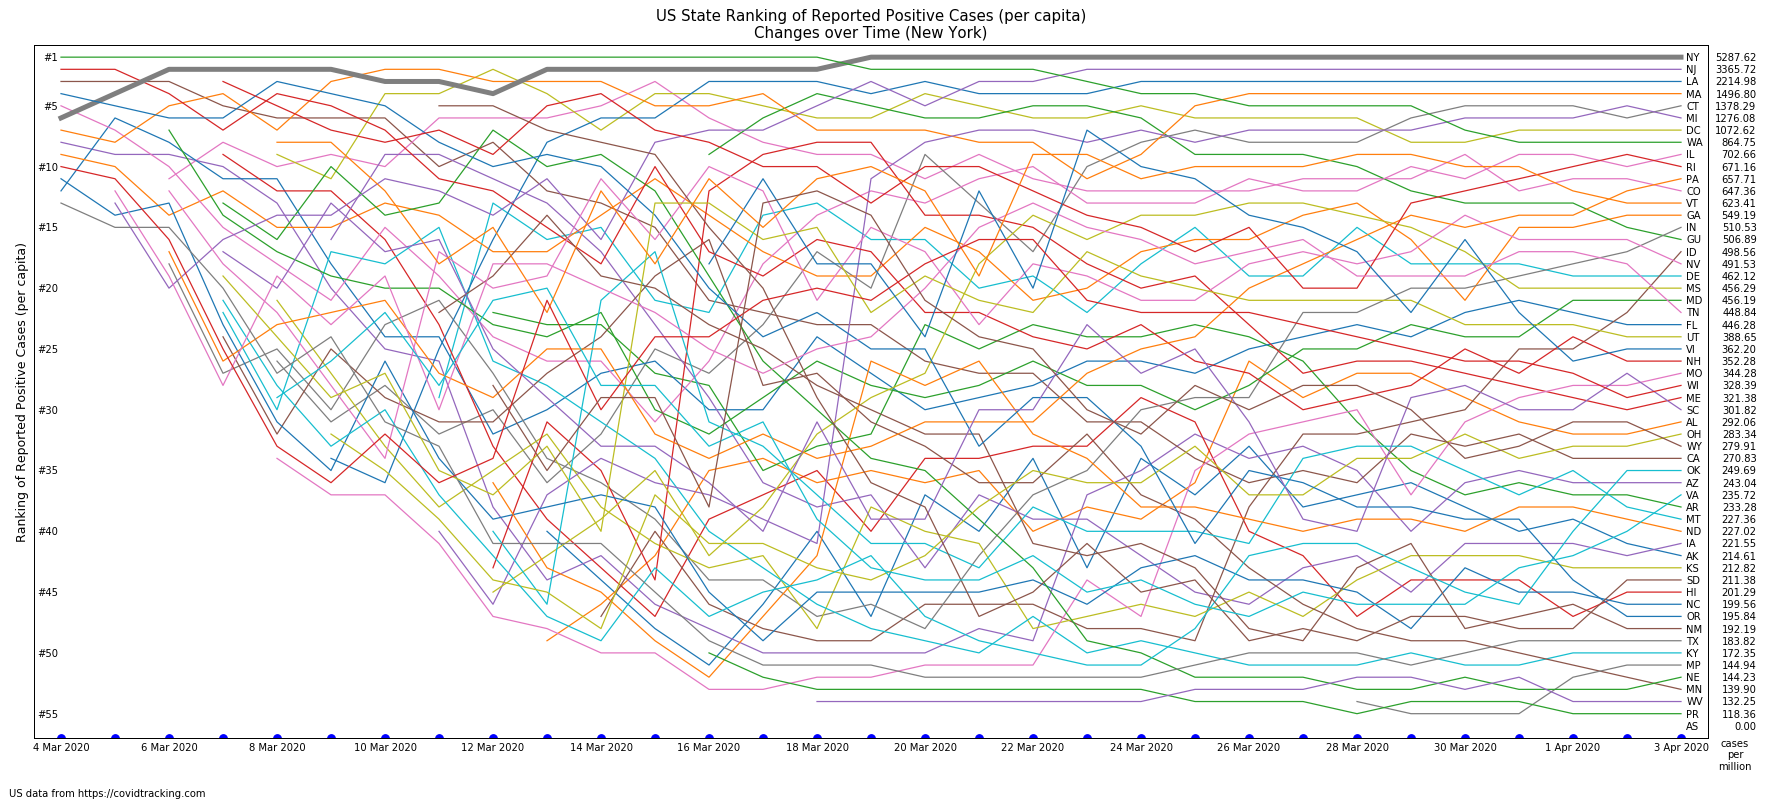 US State Ranking of Reported Positive Cases (per capita)
Changes over Time (New York)
Ranking of Reported Positive Cases (per capita)
#1
#5
#10
#15
#20
#25
#30
#35
#40
#45
#50
#55
NY 5287.62
NJ 3365.72
LA 2214.98
MA 1496.80
CT 1378.29
MI 1276.08
DC 1072.62
WA 864.75
IL 702.66
RI 671.16
PA 657.71
CO 647.36
VT 623.41
GA 549.19
IN 510.53
GU 506.89
ID 498.56
NV 491.53
DE 462.12
MS 456.29
MD 456.19
TN 448.84
FL 446.28
UT 388.65
VI 362.20
NH 352.28
MO 344.28
WI 328.39
ME 321.38
SC 301.82
AL 292.06
OH 283.34
WY 279.91
CA 270.83
OK 249.69
AZ 243.04
VA 235.72
AR 233.28
MT 227.36
ND 227.02
IA 221.55
AK 214.61
KS 212.82
SD 211.38
HI 201.29
NC 199.56
OR 195.84
NM 192.19
TX 183.82
KY 172.35
MP 144.94
NE 144.23
MN 139.90
WV 132.25
PR 118.36
AS 0.00
4 Mar 2020 6 Mar 2020 8 Mar 2020 10 Mar 2020 12 Mar 2020 14 Mar 2020 16 Mar 2020 18 Mar 2020 20 Mar 2020 22 Mar 2020 24 Mar 2020 26 Mar 2020 28 Mar 2020 30 Mar 2020 1 Apr 2020 3 Apr 2020
cases
per
million
US data from https://covidtracking.com